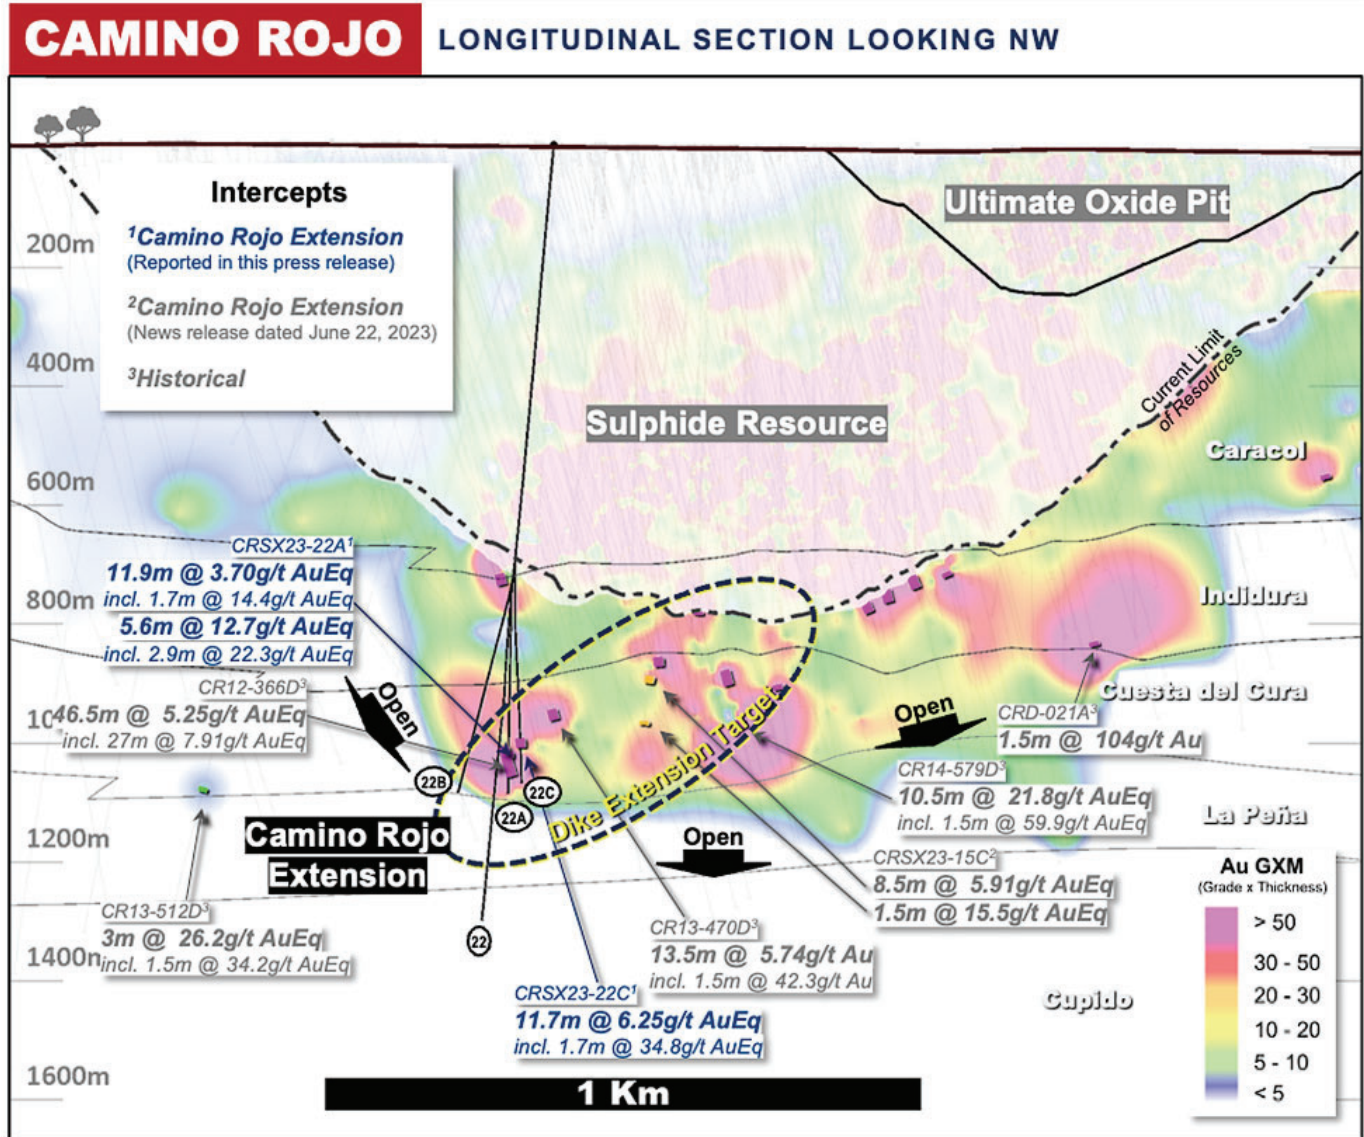 CAMINO ROJO
LONGITUDINAL SECTION LOOKING NW
Intercepts
¹Camino Rojo Extension
(Reported in this press release)
²Camino Rojo Extension
(News release dated June 22, 2023)
³Historical
200m
400m
600m
800m
10
1200m
1400m
1600m
Ultimate Oxide Pit
Sulphide Resource
Current Limit
of Resources
Caracol
Indidura
Cuesta del Cura
La Peña
Cupido
CRSX23-22A¹
11.9m @ 3.70g/t AuEq
incl. 1.7m @ 14.4g/t AuEq
5.6m @ 12.7g/t AuEq
incl. 2.9m @ 22.3g/t AuEq
CR12-366D³
46.5m @ 5.25g/t AuEq
incl. 27m @ 7.91g/t AuEq
Open
22B
22C
22A
22
Dike Extension Target
Camino Rojo
Extension
Open
Open
CRD-021A³
1.5m @ 104g/t Au
CR14-579D³
10.5m @ 21.8g/t AuEq
incl. 1.5m @ 59.9g/t AuEq
CRSX23-15C²
8.5m @ 5.91g/t AuEq
1.5m @ 15.5g/t AuEq
CR13-512D³
3m @ 26.2g/t AuEq
incl. 1.5m @ 34.2g/t AuEq
CR13-470D³
13.5m @ 5.74g/t Au
incl. 1.5m @ 42.3g/t Au
CRSX23-22C¹
11.7m @ 6.25g/t AuEq
incl. 1.7m @ 34.8g/t AuEq
1 Km
Au GXM
(Grade x Thickness)
> 50
30 - 50
20 - 30
10 - 20
5 - 10
< 5